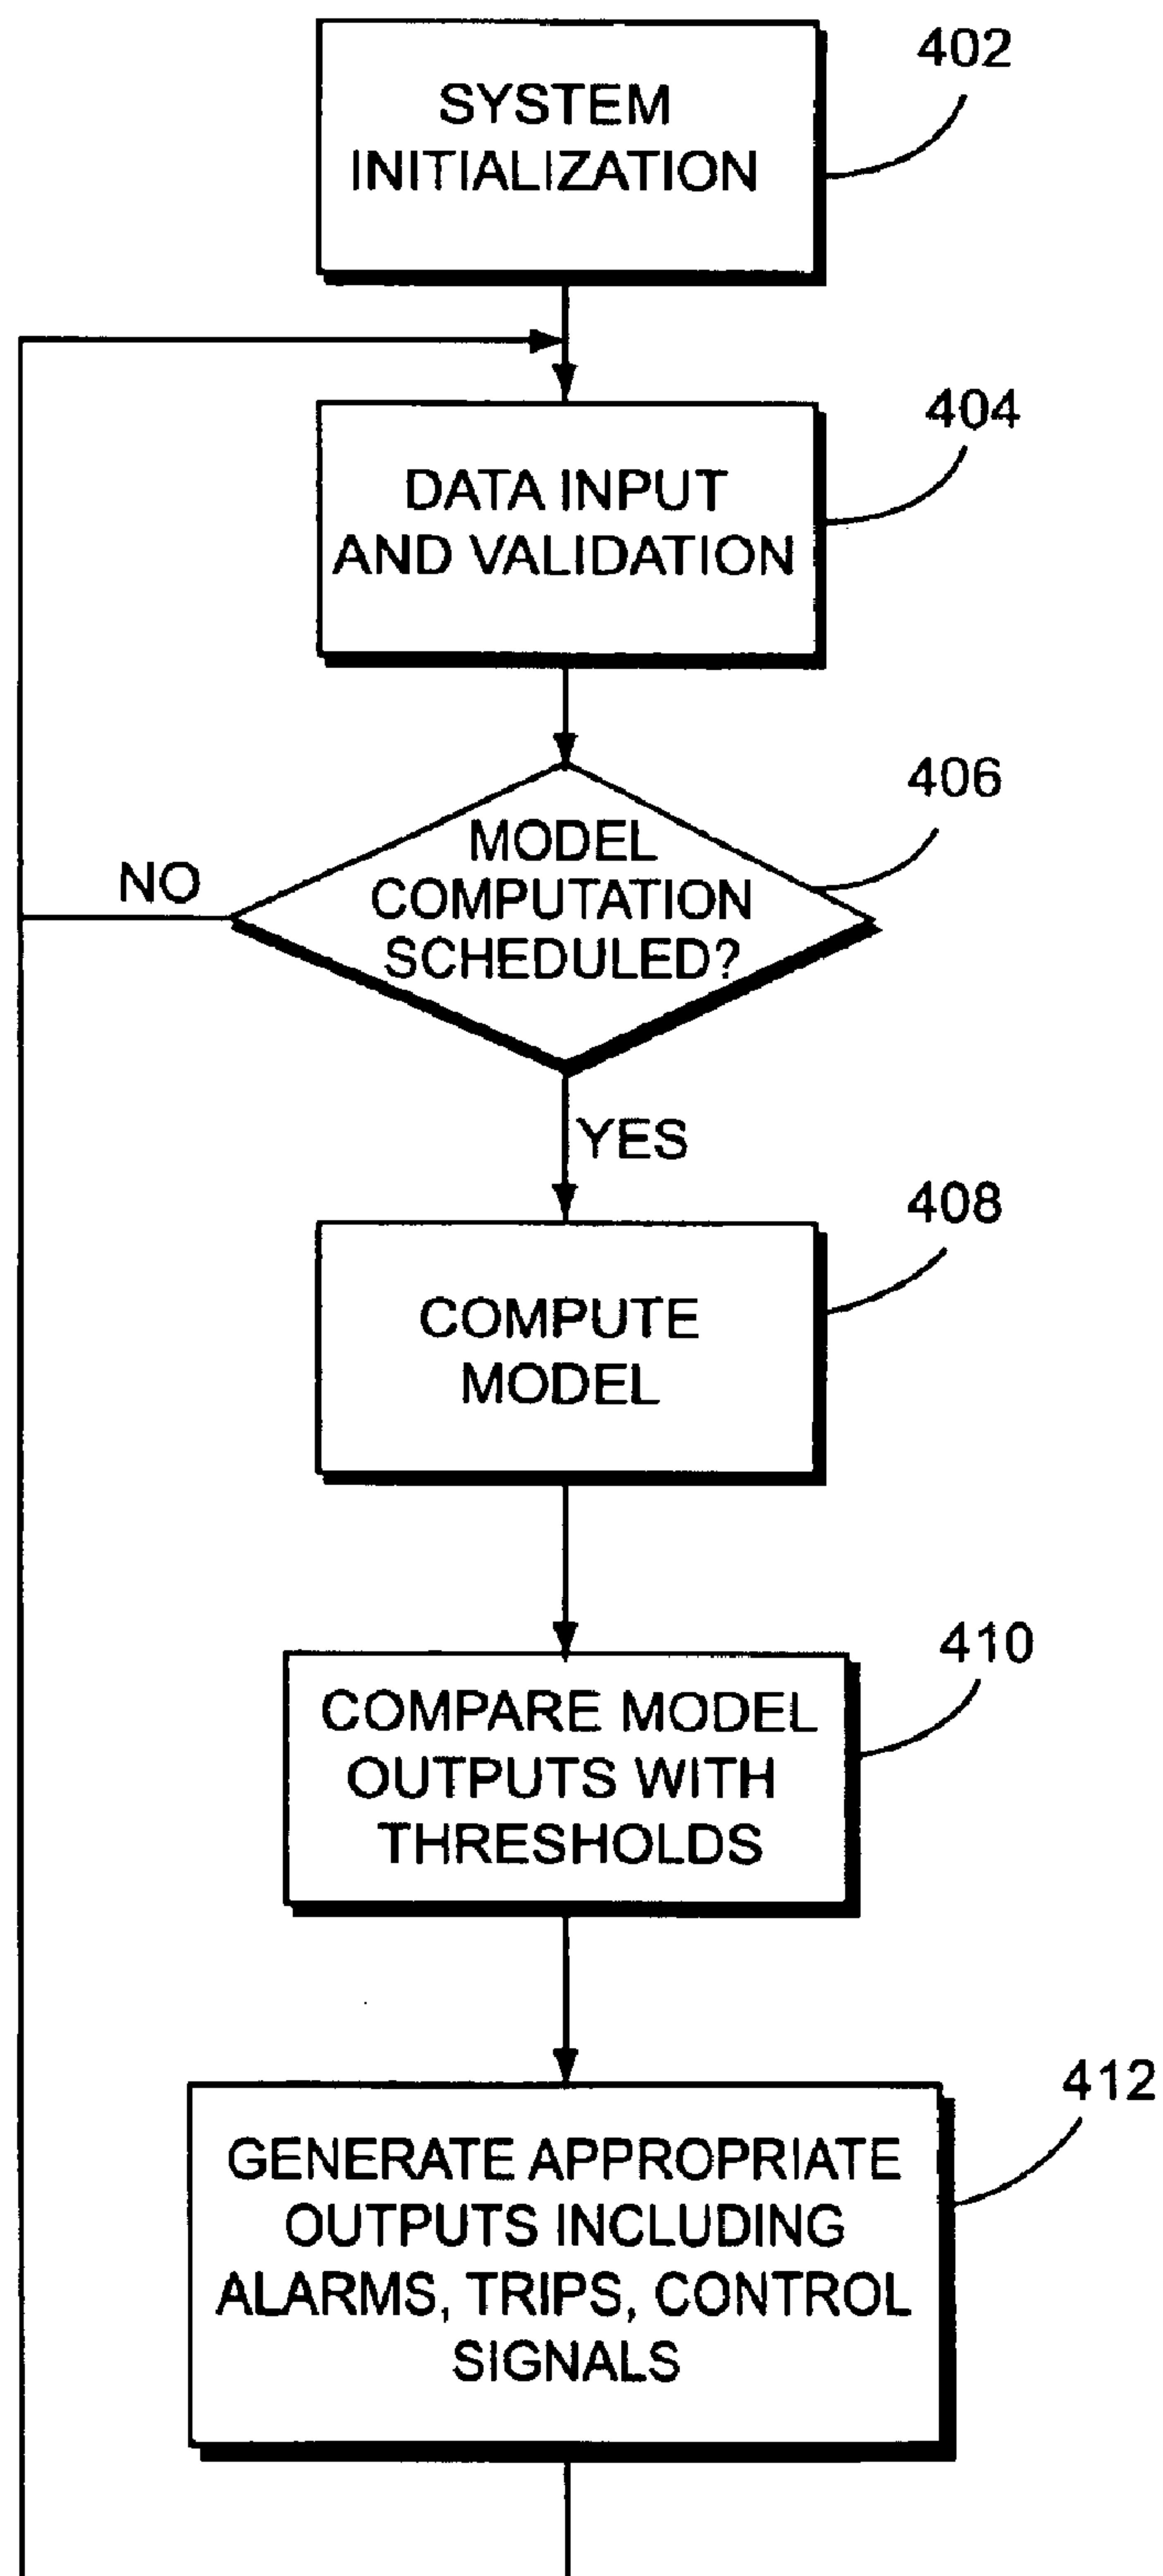 402
SYSTEM
INITIALIZATION
404
DATA INPUT
AND VALIDATION
406
MODEL
COMPUTATION
SCHEDULED?
NO
YES
408
COMPUTE
MODEL
410
COMPARE MODEL
OUTPUTS WITH
THRESHOLDS
412
GENERATE APPROPRIATE
OUTPUTS INCLUDING
ALARMS, TRIPS, CONTROL
SIGNALS